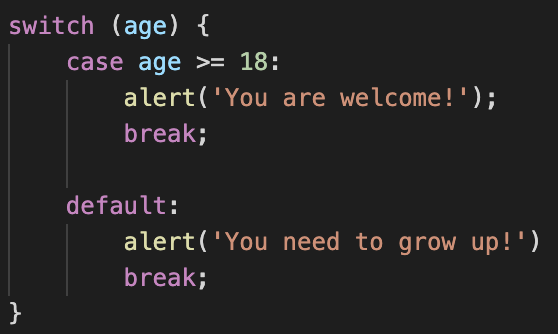 switch (age) {
    case age >= 18:
        alert('You are welcome!');
        break;

    default:
        alert('You need to grow up!')
        break;
}